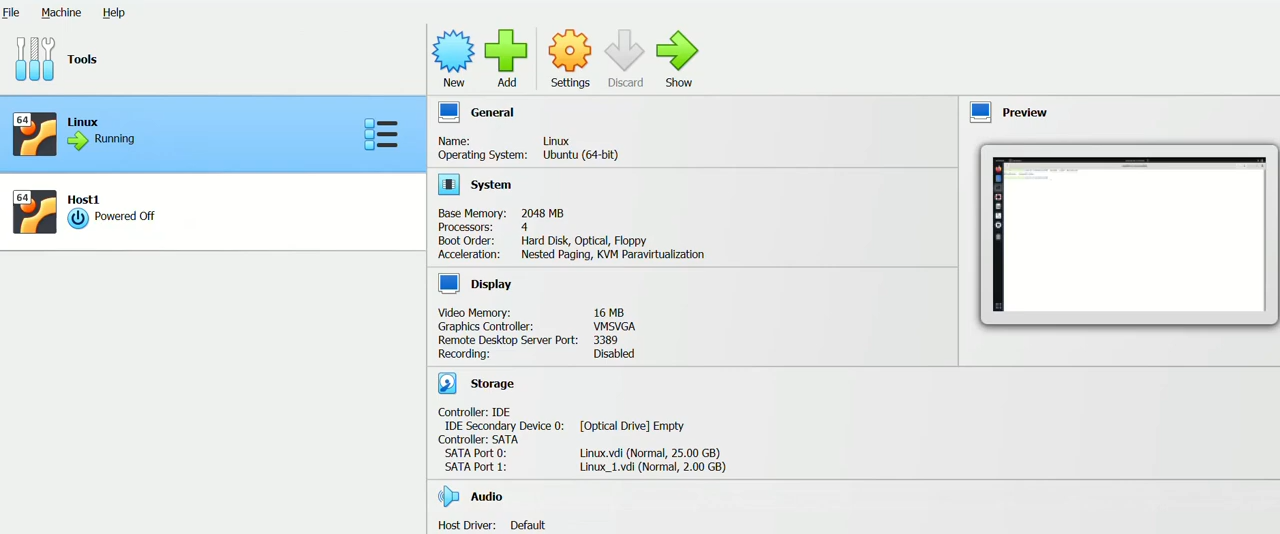 File Machine Help
Tools
New Add Settings Discard Show
64 Linux
Running
64 Host1
Powered Off
General
Name: Linux
Operating System: Ubuntu (64-bit)
System
Base Memory: 2048 MB
Processors: 4
Boot Order: Hard Disk, Optical, Floppy
Acceleration: Nested Paging, KVM Paravirtualization
Display
Video Memory: 16 MB
Graphics Controller: VMSVGA
Remote Desktop Server Port: 3389
Recording: Disabled
Storage
Controller: IDE
IDE Secondary Device 0: [Optical Drive] Empty
Controller: SATA
SATA Port 0: Linux.vdi (Normal, 25.00 GB)
SATA Port 1: Linux_1.vdi (Normal, 2.00 GB)
Audio
Host Driver: Default
Preview